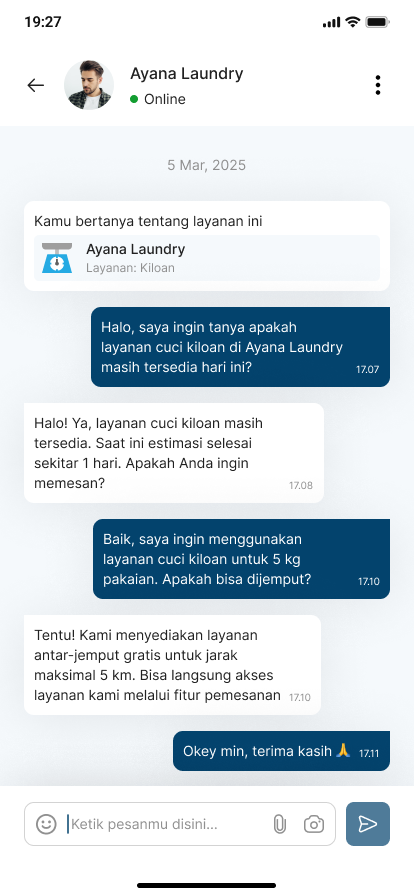 19:27
Ayana Laundry
Online
5 Mar, 2025
Kamu bertanya tentang layanan ini
Ayana Laundry
Layanan: Kiloan
Halo, saya ingin tanya apakah
layanan cuci kiloan di Ayana Laundry
masih tersedia hari ini?
17.07
Halo! Ya, layanan cuci kiloan masih
tersedia. Saat ini estimasi selesai
sekitar 1 hari. Apakah Anda ingin
memesan?
17.08
Baik, saya ingin menggunakan
layanan cuci kiloan untuk 5 kg
pakaian. Apakah bisa dijemput?
17.10
Tentu! Kami menyediakan layanan
antar-jemput gratis untuk jarak
maksimal 5 km. Bisa langsung akses
layanan kami melalui fitur pemesanan
17.10
Okey min, terima kasih 🙏
17.11
Ketik pesanmu disini...